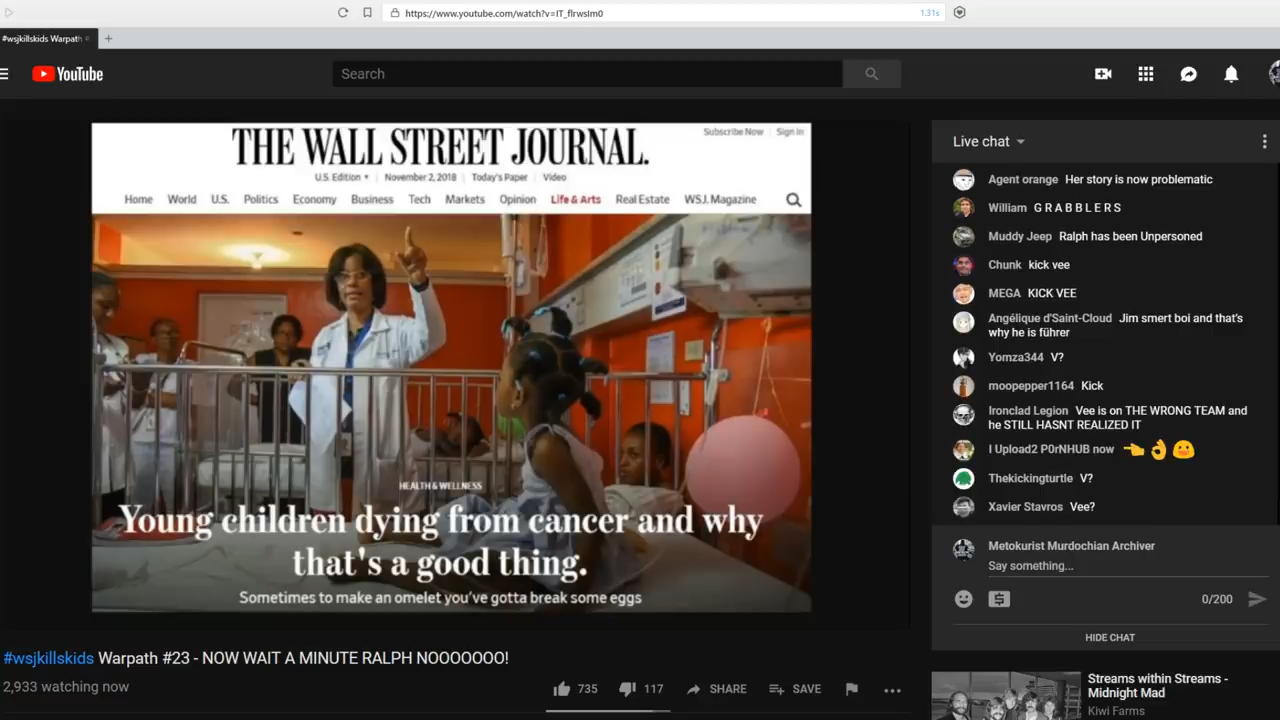 https://www.youtube.com/watch?v=IT_flrwsIm0
1.31s
#wsjkillskids Warpath
YouTube
Search
THE WALL STREET JOURNAL.
Subscribe Now
Sign In
U.S. Edition
November 2, 2018
Today's Paper
Video
Home World U.S. Politics Economy Business Tech Markets Opinion Life & Arts Real Estate WSJ. Magazine
HEALTH & WELLNESS
Young children dying from cancer and why
that's a good thing.
Sometimes to make an omelet you've gotta break some eggs
#wsjkillskids Warpath #23 - NOW WAIT A MINUTE RALPH NOOOOOOO!
2,933 watching now
735
117
SHARE
SAVE
Live chat
Agent orange Her story is now problematic
William G R A B B L E R S
Muddy Jeep Ralph has been Unpersoned
Chunk kick vee
MEGA KICK VEE
Angélique d'Saint-Cloud Jim smert boi and that's
why he is führer
Yomza344 V?
moopepper1164 Kick
Ironclad Legion Vee is on THE WRONG TEAM and
he STILL HASNT REALIZED IT
I Upload2 P0rNHUB now 👈👌😛
Thekickingturtle V?
Xavier Stavros Vee?
Metokurist Murdochian Archiver
Say something...
0/200
HIDE CHAT
Streams within Streams -
Midnight Mad
Kiwi Farms